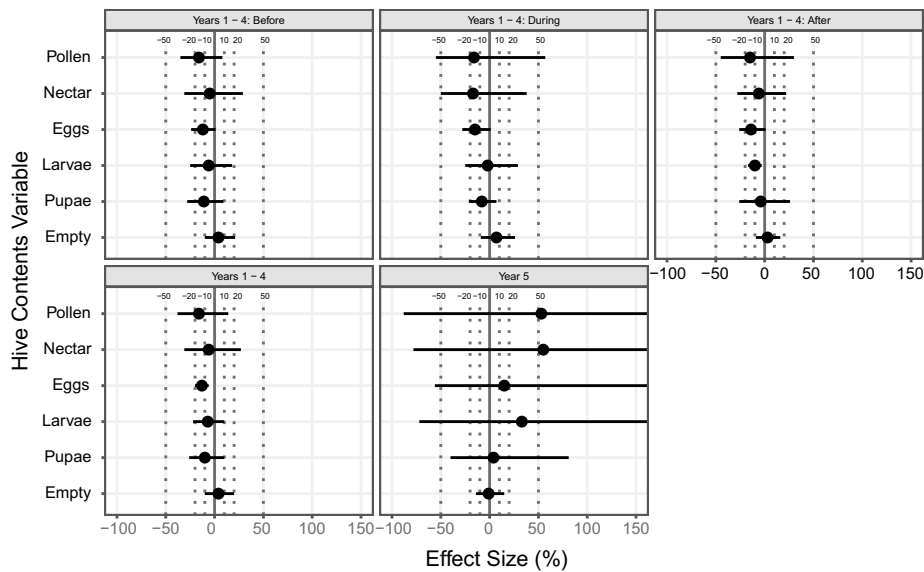 Years 1 − 4: Before
Years 1 − 4: During
Years 1 − 4: After
−50 −20 −10 10 20 50
−50 −20 −10 10 20 50
−50 −20 −10 10 20 50
Pollen
Nectar
Eggs
Larvae
Pupae
Empty
−100 −50 0 50 100 150
Years 1 − 4
Year 5
−50 −20 −10 10 20 50
−50 −20 −10 10 20 50
Pollen
Nectar
Eggs
Larvae
Pupae
Empty
−100 −50 0 50 100 150
−100 −50 0 50 100 150
Hive Contents Variable
Effect Size (%)